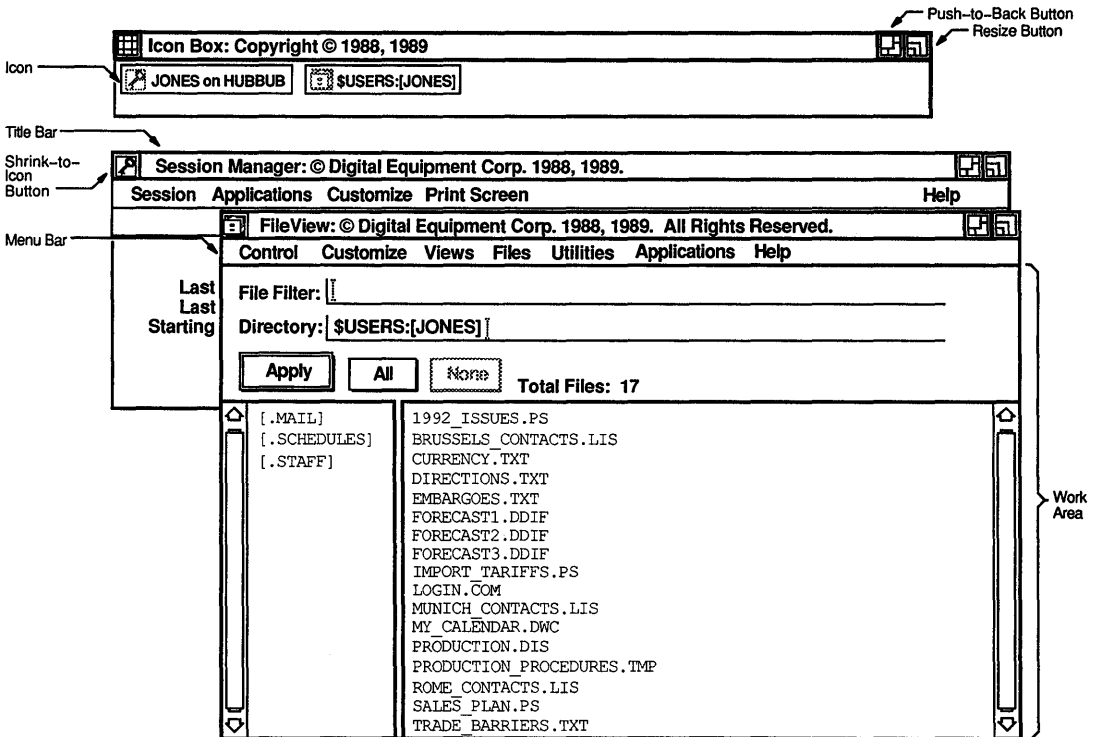 Push-to-Back Button
Resize Button
Icon Box: Copyright © 1988, 1989
Icon
JONES on HUBBUB
$USERS:[JONES]
Title Bar
Shrink-to-
Icon
Button
Session Manager: © Digital Equipment Corp. 1988, 1989.
Session Applications Customize Print Screen Help
Menu Bar
FileView: © Digital Equipment Corp. 1988, 1989. All Rights Reserved.
Control Customize Views Files Utilities Applications Help
Last
Last
Starting
File Filter:
Directory: $USERS:[JONES]
Apply All None Total Files: 17
[.MAIL]
[.SCHEDULES]
[.STAFF]
1992_ISSUES.PS
BRUSSELS_CONTACTS.LIS
CURRENCY.TXT
DIRECTIONS.TXT
EMBARGOES.TXT
FORECAST1.DDIF
FORECAST2.DDIF
FORECAST3.DDIF
IMPORT_TARIFFS.PS
LOGIN.COM
MUNICH_CONTACTS.LIS
MY_CALENDAR.DWC
PRODUCTION.DIS
PRODUCTION_PROCEDURES.TMP
ROME_CONTACTS.LIS
SALES_PLAN.PS
TRADE_BARRIERS.TXT
Work
Area